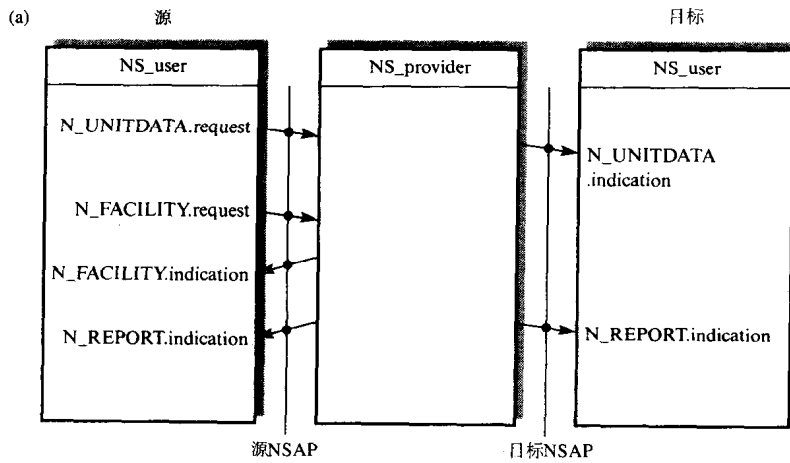 (a)
源
目标
NS_user
NS_provider
NS_user
N_UNITDATA.request
N_UNITDATA
.indication
N_FACILITY.request
N_FACILITY.indication
N_REPORT.indication
N_REPORT.indication
源NSAP
目标NSAP